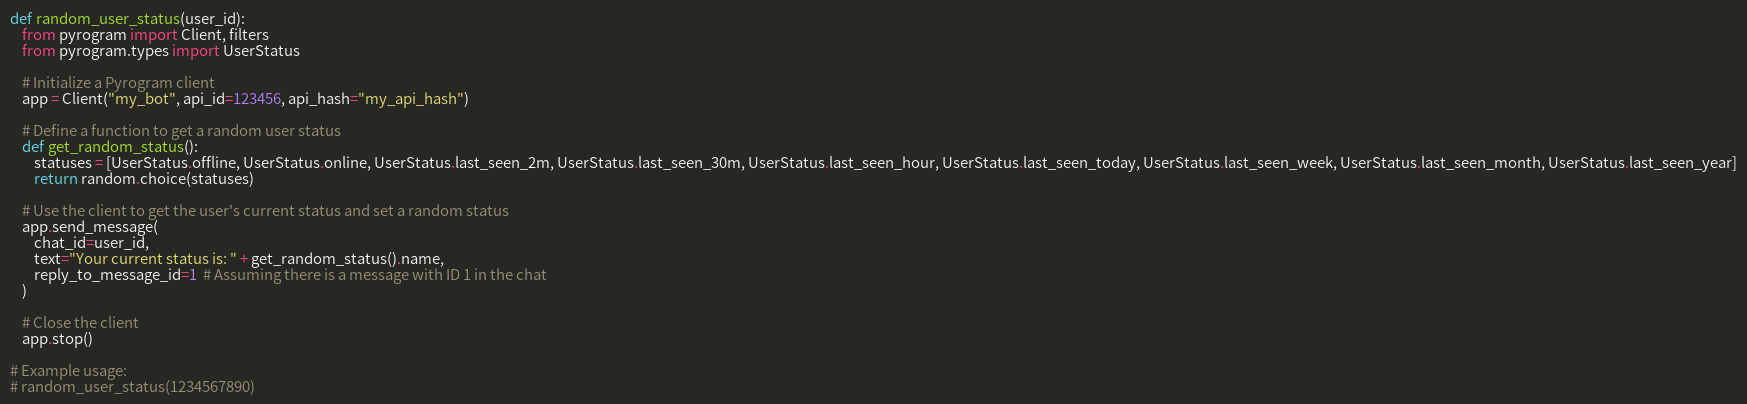 def random_user_status(user_id):
from pyrogram import Client, filters
from pyrogram.types import UserStatus
# Initialize a Pyrogram client
app = Client("my_bot", api_id=123456, api_hash="my_api_hash")
# Define a function to get a random user status
def get_random_status():
statuses = [UserStatus.offline, UserStatus.online, UserStatus.last_seen_2m, UserStatus.last_seen_30m, UserStatus.last_seen_hour, UserStatus.last_seen_today, UserStatus.last_seen_week, UserStatus.last_seen_month, UserStatus.last_seen_year]
return random.choice(statuses)
# Use the client to get the user's current status and set a random status
app.send_message(
chat_id=user_id,
text="Your current status is: " + get_random_status().name,
reply_to_message_id=1  # Assuming there is a message with ID 1 in the chat
)
# Close the client
app.stop()
# Example usage:
# random_user_status(1234567890)